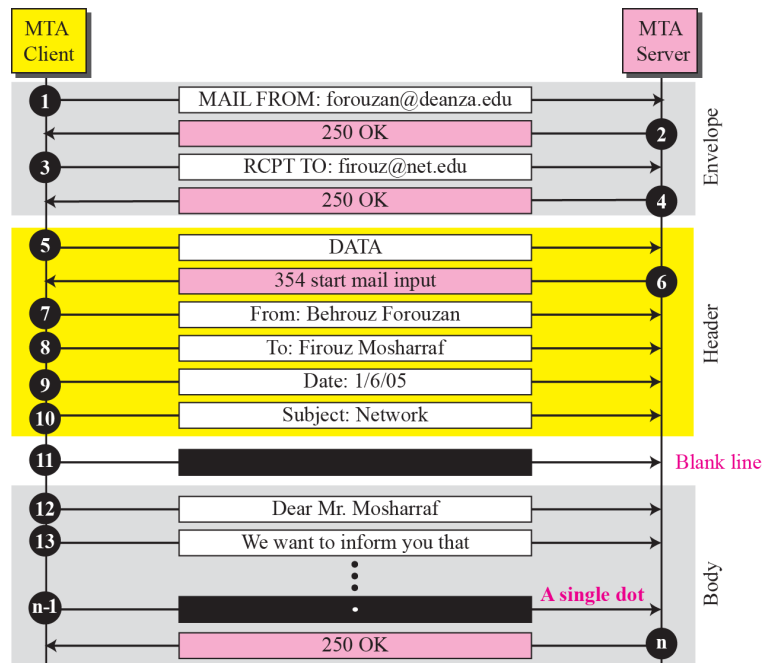 MTA
Client
MTA
Server
1 MAIL FROM: forouzan@deanza.edu
250 OK 2
3 RCPT TO: firouz@net.edu
250 OK 4
Envelope
5 DATA
354 start mail input 6
7 From: Behrouz Forouzan
8 To: Firouz Mosharraf
9 Date: 1/6/05
10 Subject: Network
Header
11 Blank line
12 Dear Mr. Mosharraf
13 We want to inform you that
n-1 . A single dot
250 OK n
Body